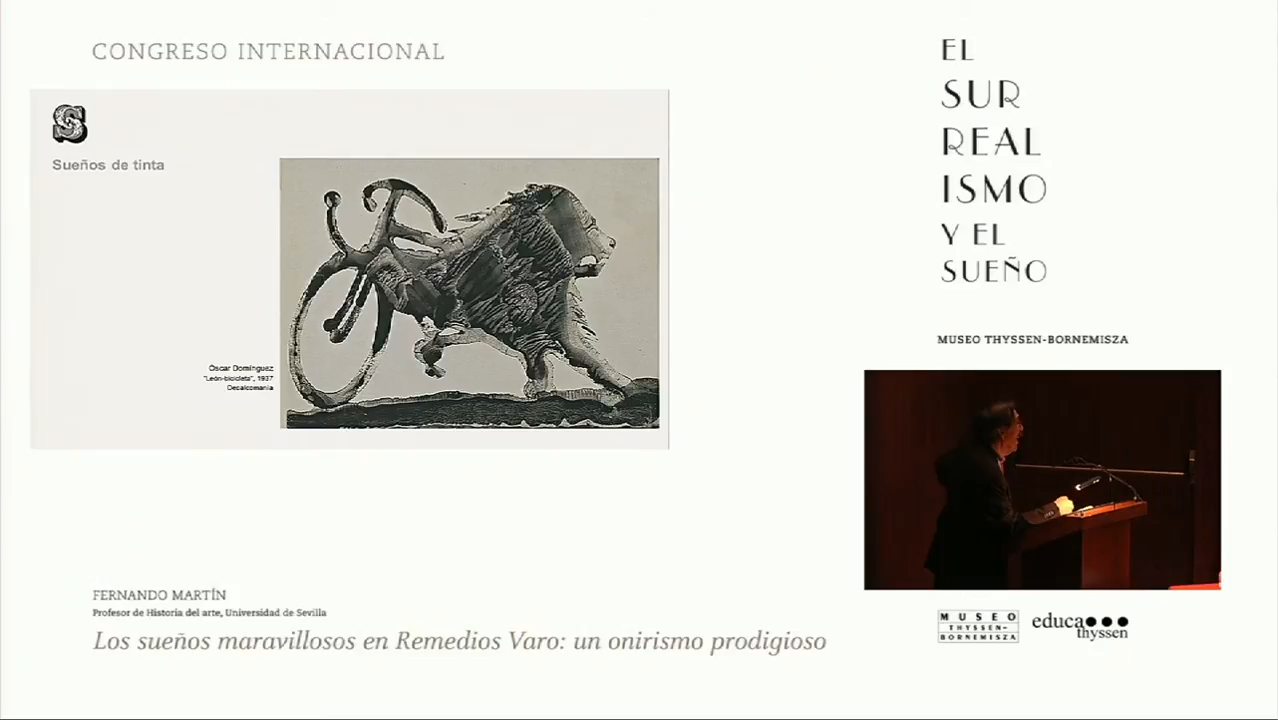 CONGRESO INTERNACIONAL
S
Sueños de tinta
Oscar Domínguez
"León-bicicleta", 1937
Decalcomanía
EL
SUR
REAL
ISMO
Y EL
SUEÑO
MUSEO THYSSEN-BORNEMISZA
FERNANDO MARTÍN
Profesor de Historia del arte, Universidad de Sevilla
Los sueños maravillosos en Remedios Varo: un onirismo prodigioso
MUSEO
THYSSEN-
BORNEMISZA
educa
thyssen